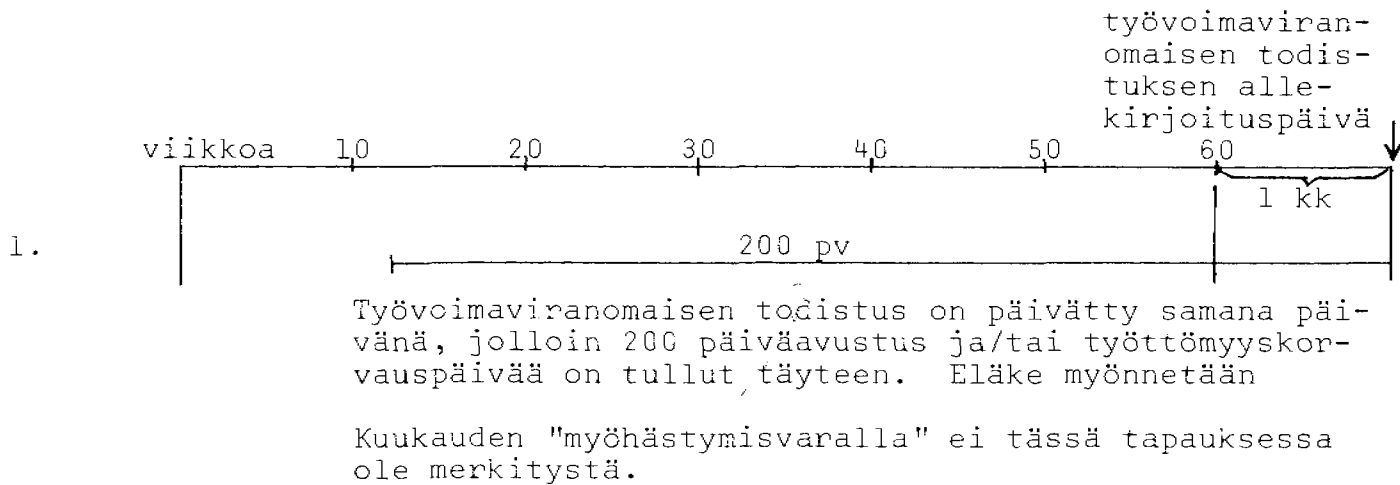 työvoimaviran-
omaisen todis-
tuksen alle-
kirjoituspäivä
viikkoa 10 20 30 40 50 60
1 kk
1. 200 pv
Työvoimaviranomaisen todistus on päivätty samana päi-
vänä, jolloin 200 päiväavustus ja/tai työttömyyskor-
vauspäivää on tullut täyteen. Eläke myönnetään
Kuukauden "myöhästymisvaralla" ei tässä tapauksessa
ole merkitystä.